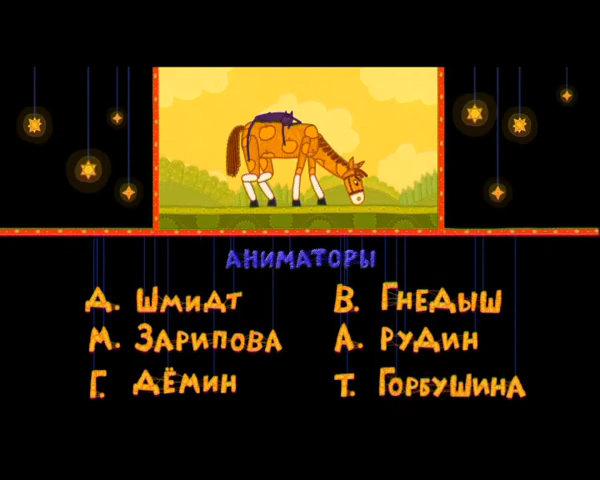 АНИМАТОРЫ
Д. ШМИДТ
В. ГНЕДЫШ
М. ЗАРИПОВА
А. РУДИН
Г. ДЁМИН
Т. ГОРБУШИНА